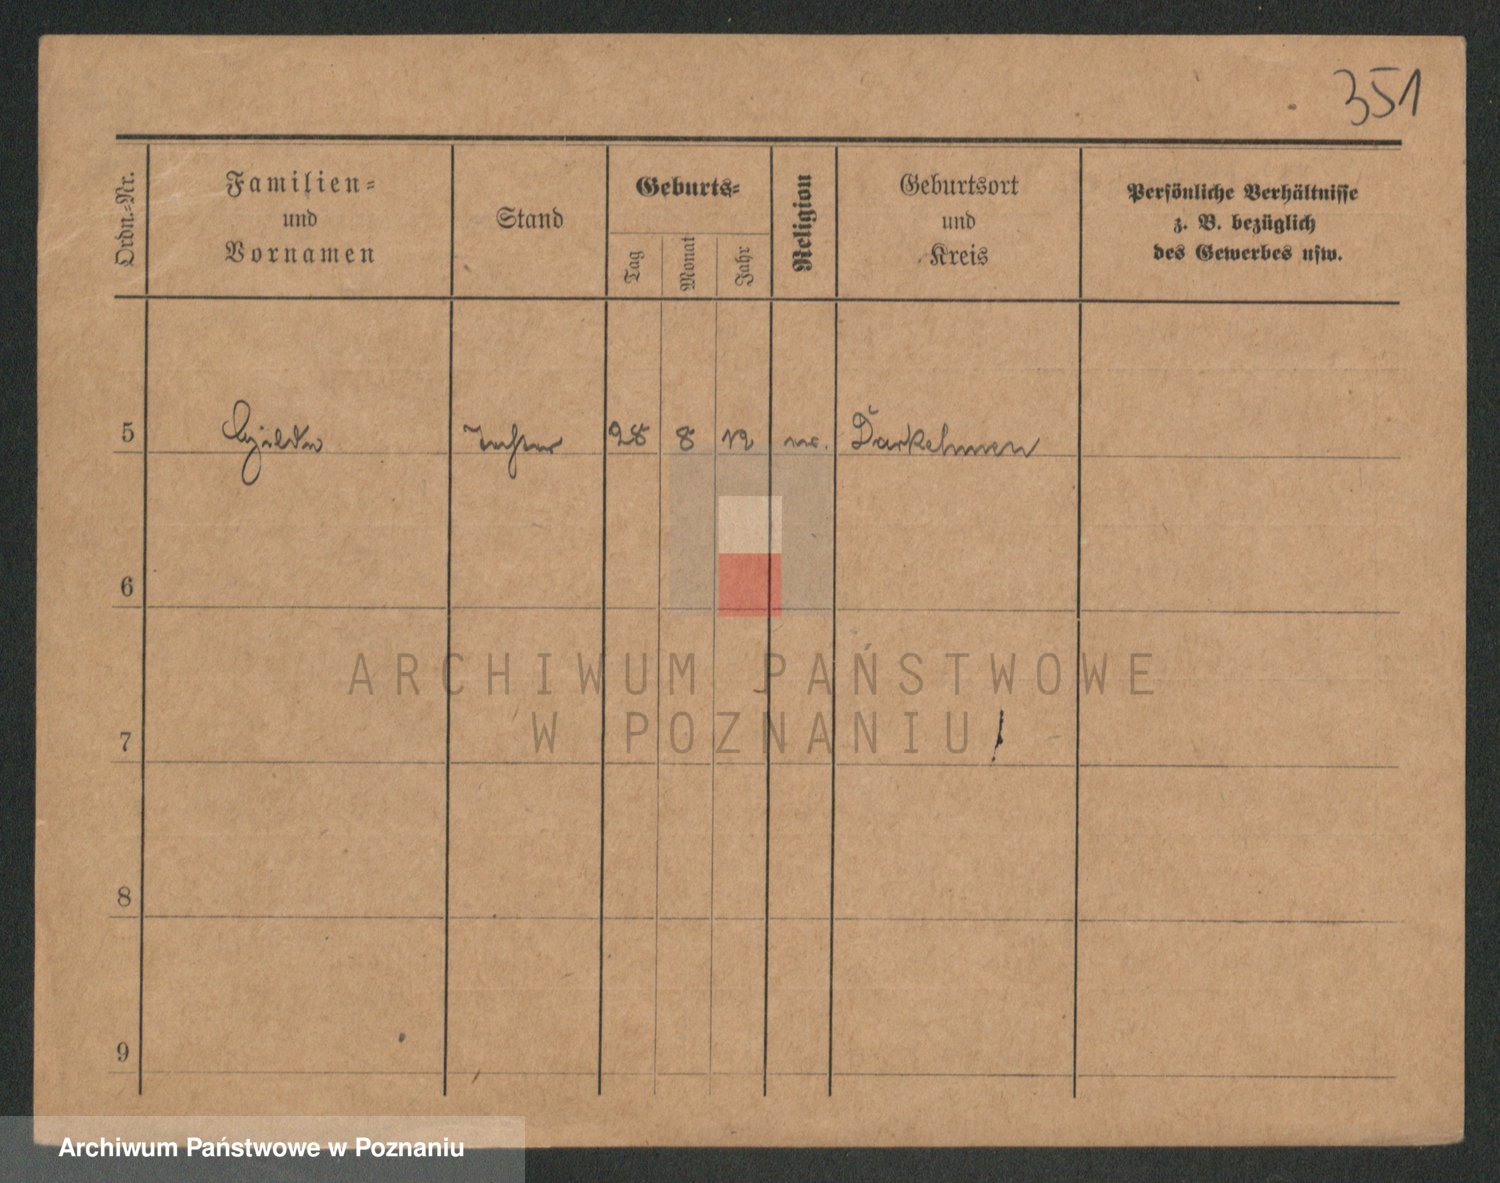 351
Ordn.-Nr.
Familien-
und
Vornamen
Stand
Geburts-
Tag
Monat
Jahr
Religion
Geburtsort
und
Kreis
Persönliche Verhältnisse
z. B. bezüglich
des Gewerbes usw.
5 Hilda Tochter 28 8 12 Darkehmen
6
7
8
9
ARCHIWUM PAŃSTWOWE
W POZNANIU
Archiwum Państwowe w Poznaniu